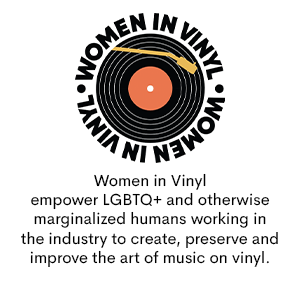 WOMEN IN VINYL • WOMEN IN VINYL •
Women in Vinyl
empower LGBTQ+ and otherwise
marginalized humans working in
the industry to create, preserve and
improve the art of music on vinyl.